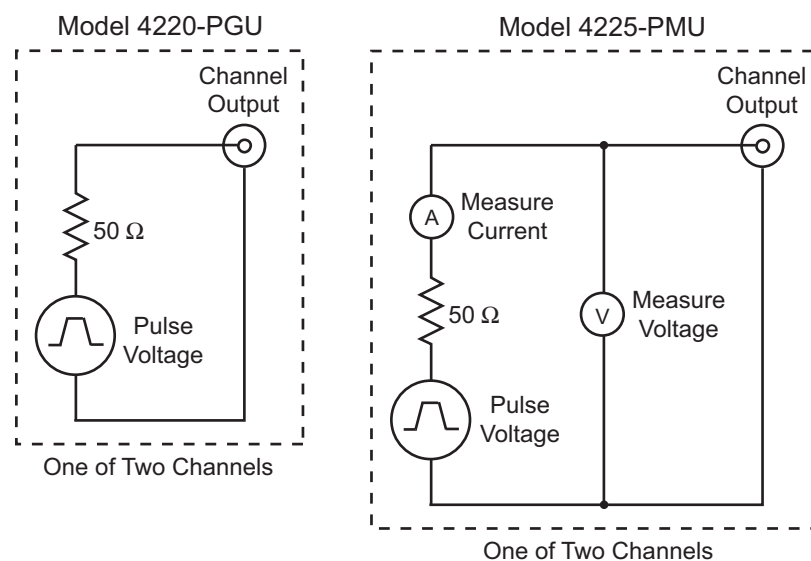 Model 4220-PGU
Channel
Output
50 Ω
Pulse
Voltage
One of Two Channels
Model 4225-PMU
Channel
Output
A
Measure
Current
50 Ω
V
Measure
Voltage
Pulse
Voltage
One of Two Channels